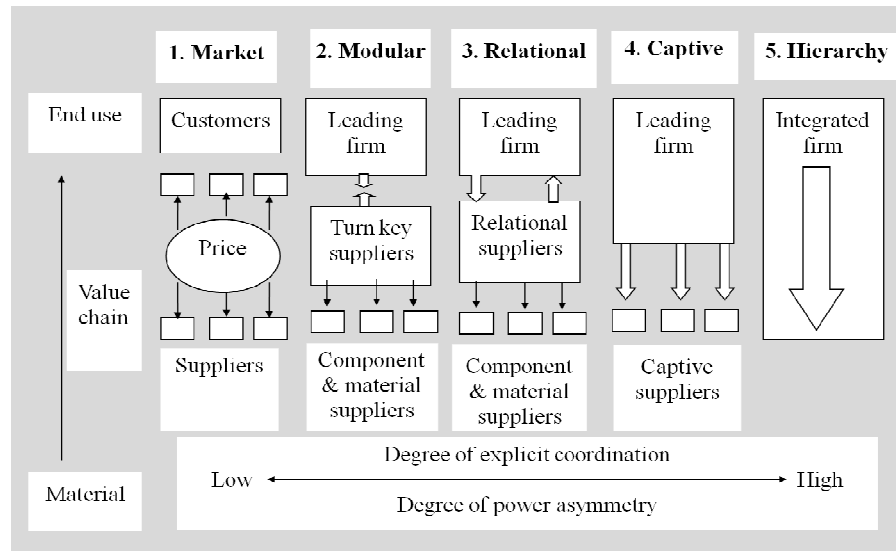 1. Market
2. Modular
3. Relational
4. Captive
5. Hierarchy
End use
Customers
Leading
firm
Leading
firm
Leading
firm
Integrated
firm
Price
Turn key
suppliers
Relational
suppliers
Value
chain
Suppliers
Component
& material
suppliers
Component
& material
suppliers
Captive
suppliers
Material
Degree of explicit coordination
Low
High
Degree of power asymmetry